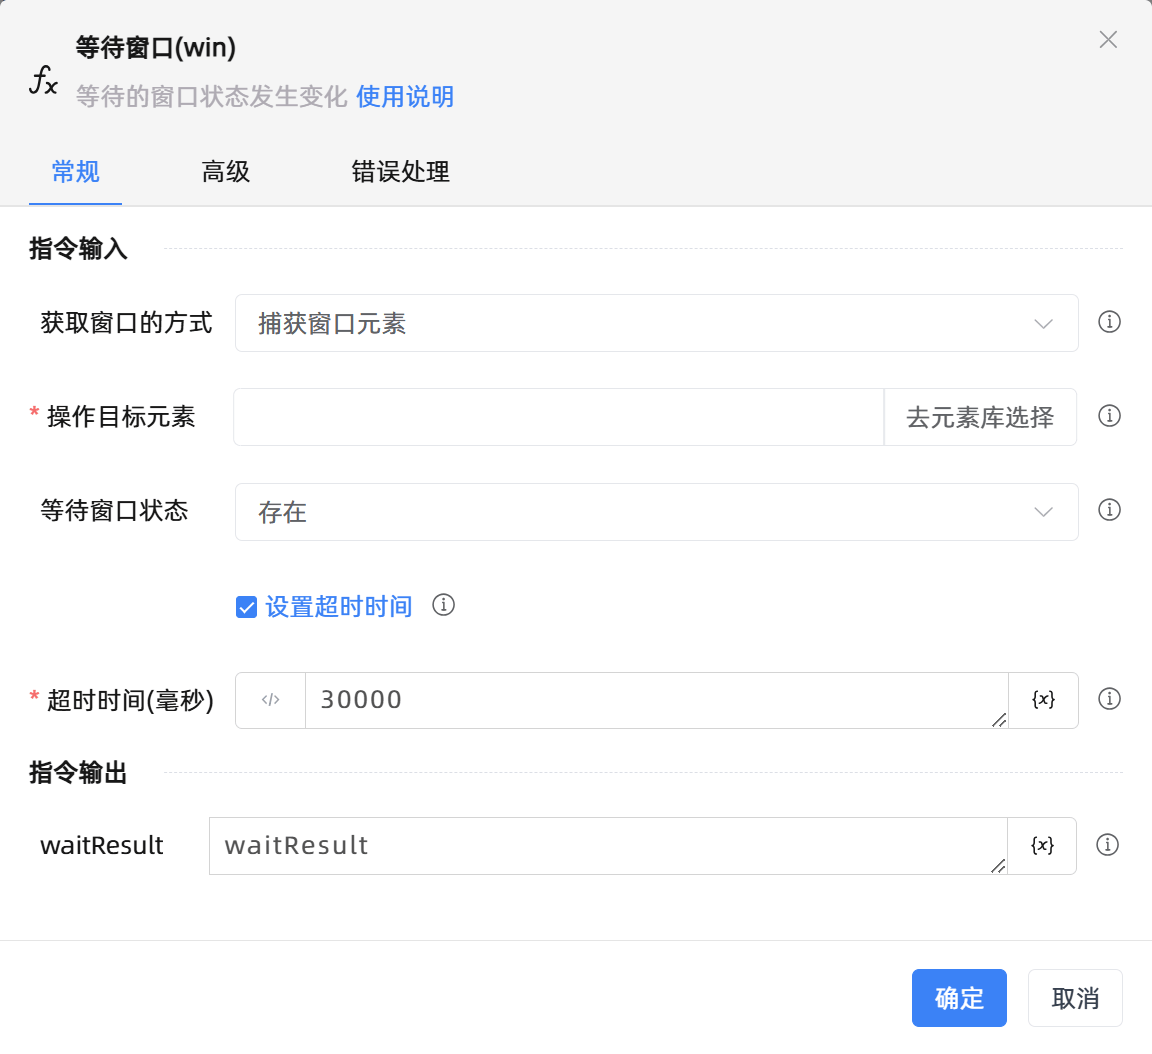 等待窗口(win)
fx
等待的窗口状态发生变化 使用说明
常规 高级 错误处理
指令输入
获取窗口的方式 捕获窗口元素
* 操作目标元素 去元素库选择
等待窗口状态 存在
设置超时时间
* 超时时间(毫秒) </> 30000 {x}
指令输出
waitResult waitResult {x}
确定 取消